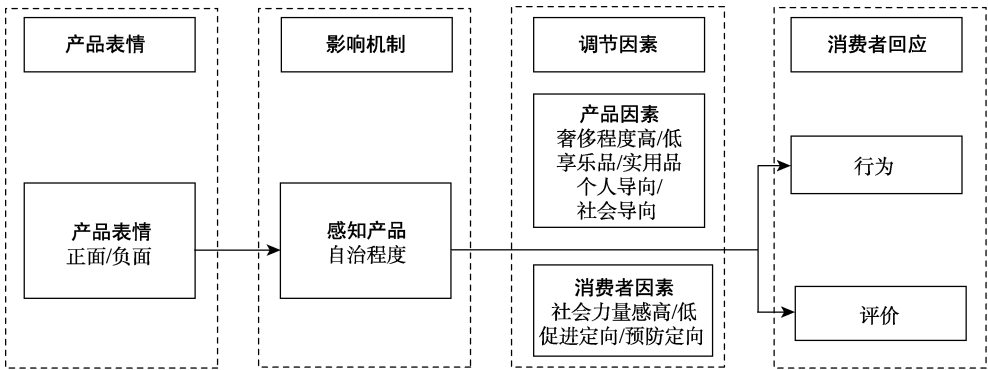 产品表情
影响机制
调节因素
消费者回应
产品表情
正面/负面
感知产品
自治程度
产品因素
奢侈程度高/低
享乐品/实用品
个人导向/
社会导向
消费者因素
社会力量感高/低
促进定向/预防定向
行为
评价